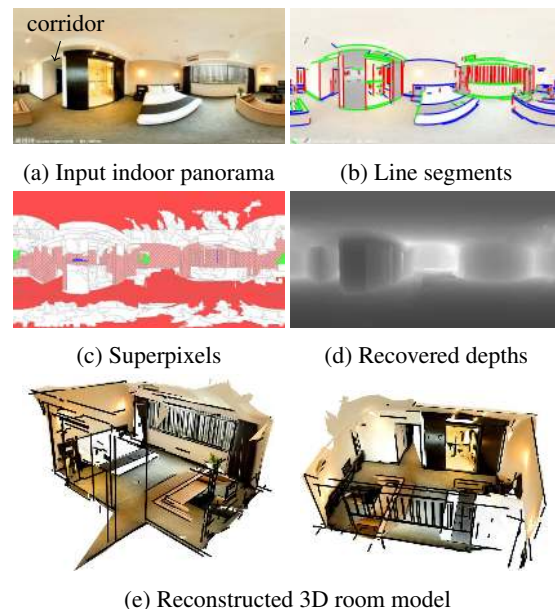 corridor
(a) Input indoor panorama
(b) Line segments
(c) Superpixels
(d) Recovered depths
(e) Reconstructed 3D room model